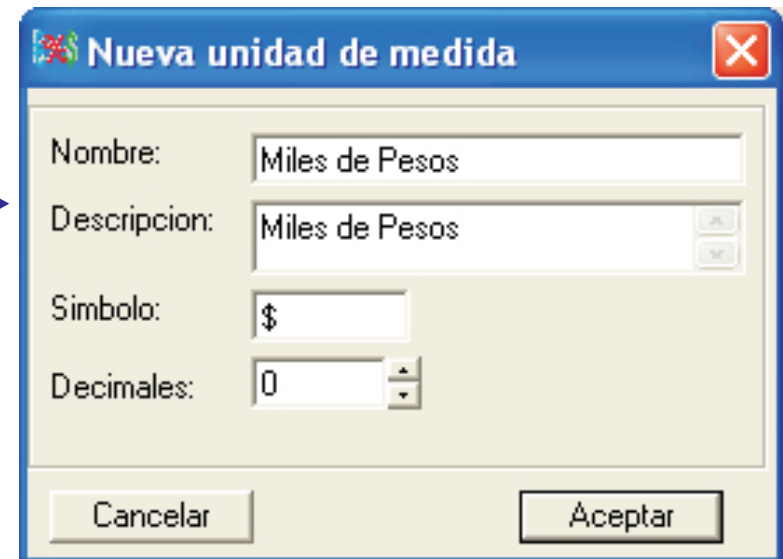 Nueva unidad de medida
Nombre: Miles de Pesos
Descripcion: Miles de Pesos
Simbolo: $
Decimales: 0
Cancelar Aceptar